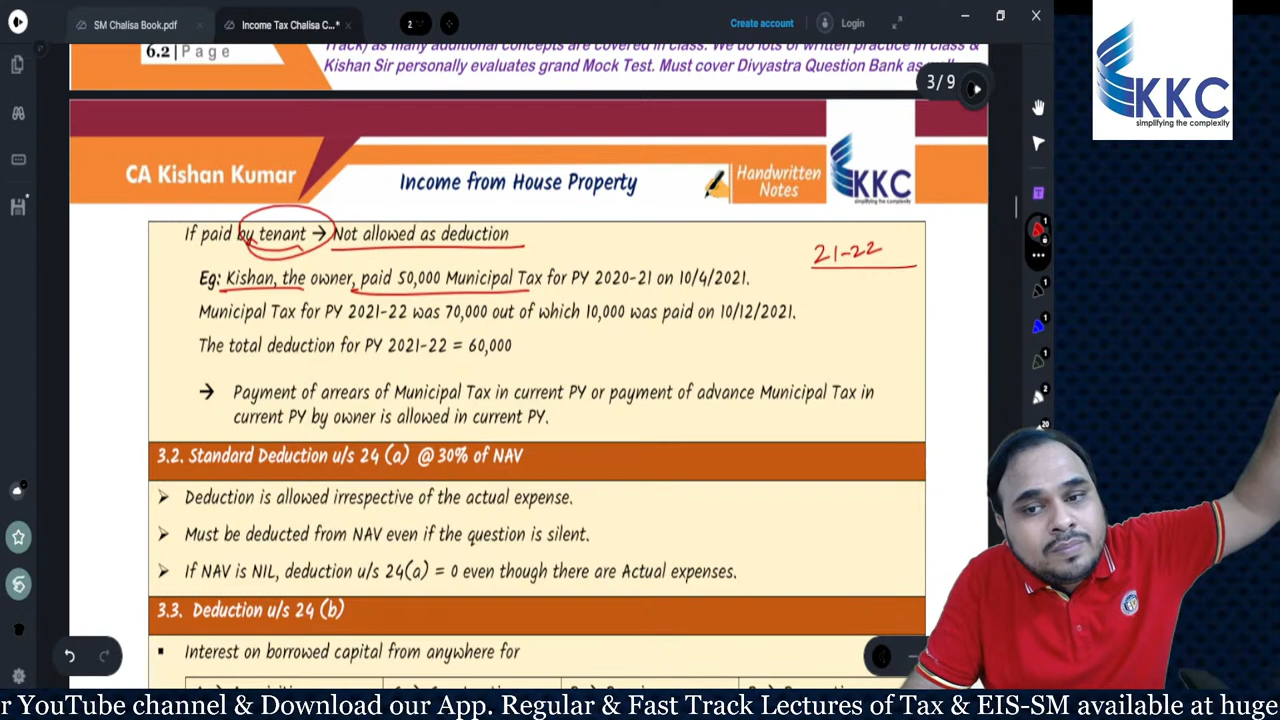 SM Chalisa Book.pdf
Income Tax Chalisa C...*
2
Create account
Login
6.2 | Page
Track) as many additional concepts are covered in class. We do lots of written practice in class &
Kishan Sir personally evaluates grand Mock Test. Must cover Divyastra Question Bank as well.
3/9
KKC
simplifying the complexity
CA Kishan Kumar
Income from House Property
Handwritten
Notes
KKC
simplifying the complexity
If paid by tenant → Not allowed as deduction
21-22
Eg: Kishan, the owner, paid 50,000 Municipal Tax for PY 2020-21 on 10/4/2021.
Municipal Tax for PY 2021-22 was 70,000 out of which 10,000 was paid on 10/12/2021.
The total deduction for PY 2021-22 = 60,000
→ Payment of arrears of Municipal Tax in current PY or payment of advance Municipal Tax in
current PY by owner is allowed in current PY.
3.2. Standard Deduction u/s 24 (a) @ 30% of NAV
➤ Deduction is allowed irrespective of the actual expense.
➤ Must be deducted from NAV even if the question is silent.
➤ If NAV is NIL, deduction u/s 24(a) = 0 even though there are Actual expenses.
3.3. Deduction u/s 24 (b)
▪ Interest on borrowed capital from anywhere for
r YouTube channel & Download our App. Regular & Fast Track Lectures of Tax & EIS-SM available at huge